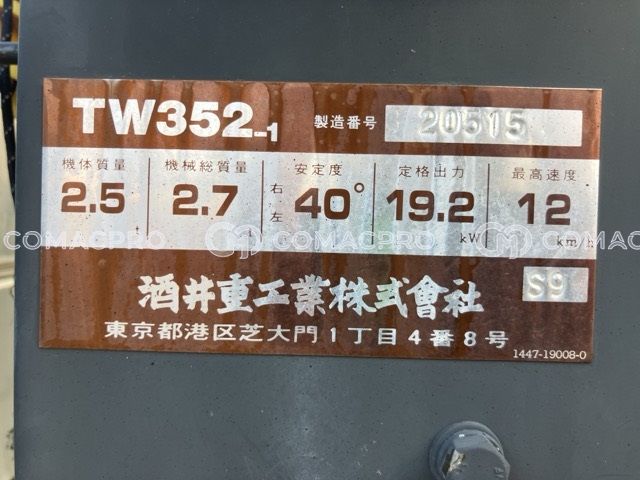 TW352-1 製造番号 20515
機体質量 機械総質量 安定度 定格出力 最高速度
2.5 t 2.7 t 右左 40° 19.2 kW 12 km/h
COMACPRO COMACPRO COMAC
酒井重工業株式會社 S9
東京都港区芝大門1丁目4番8号
1447-19008-0